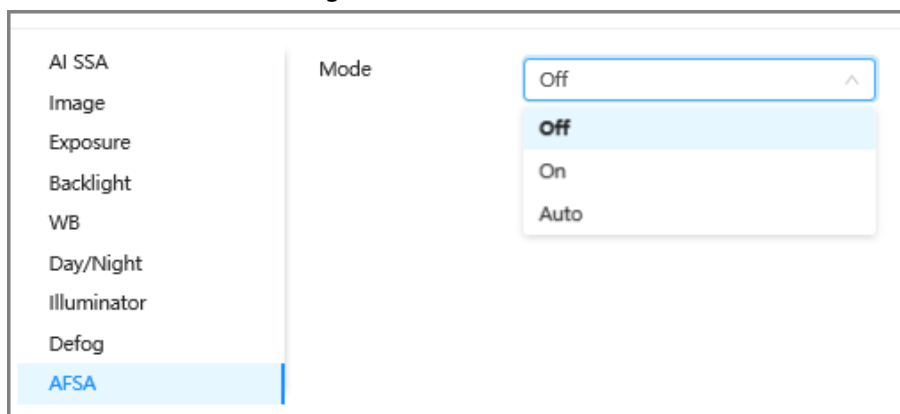 AI SSA
Image
Exposure
Backlight
WB
Day/Night
Illuminator
Defog
AFSA
Mode
Off
Off
On
Auto